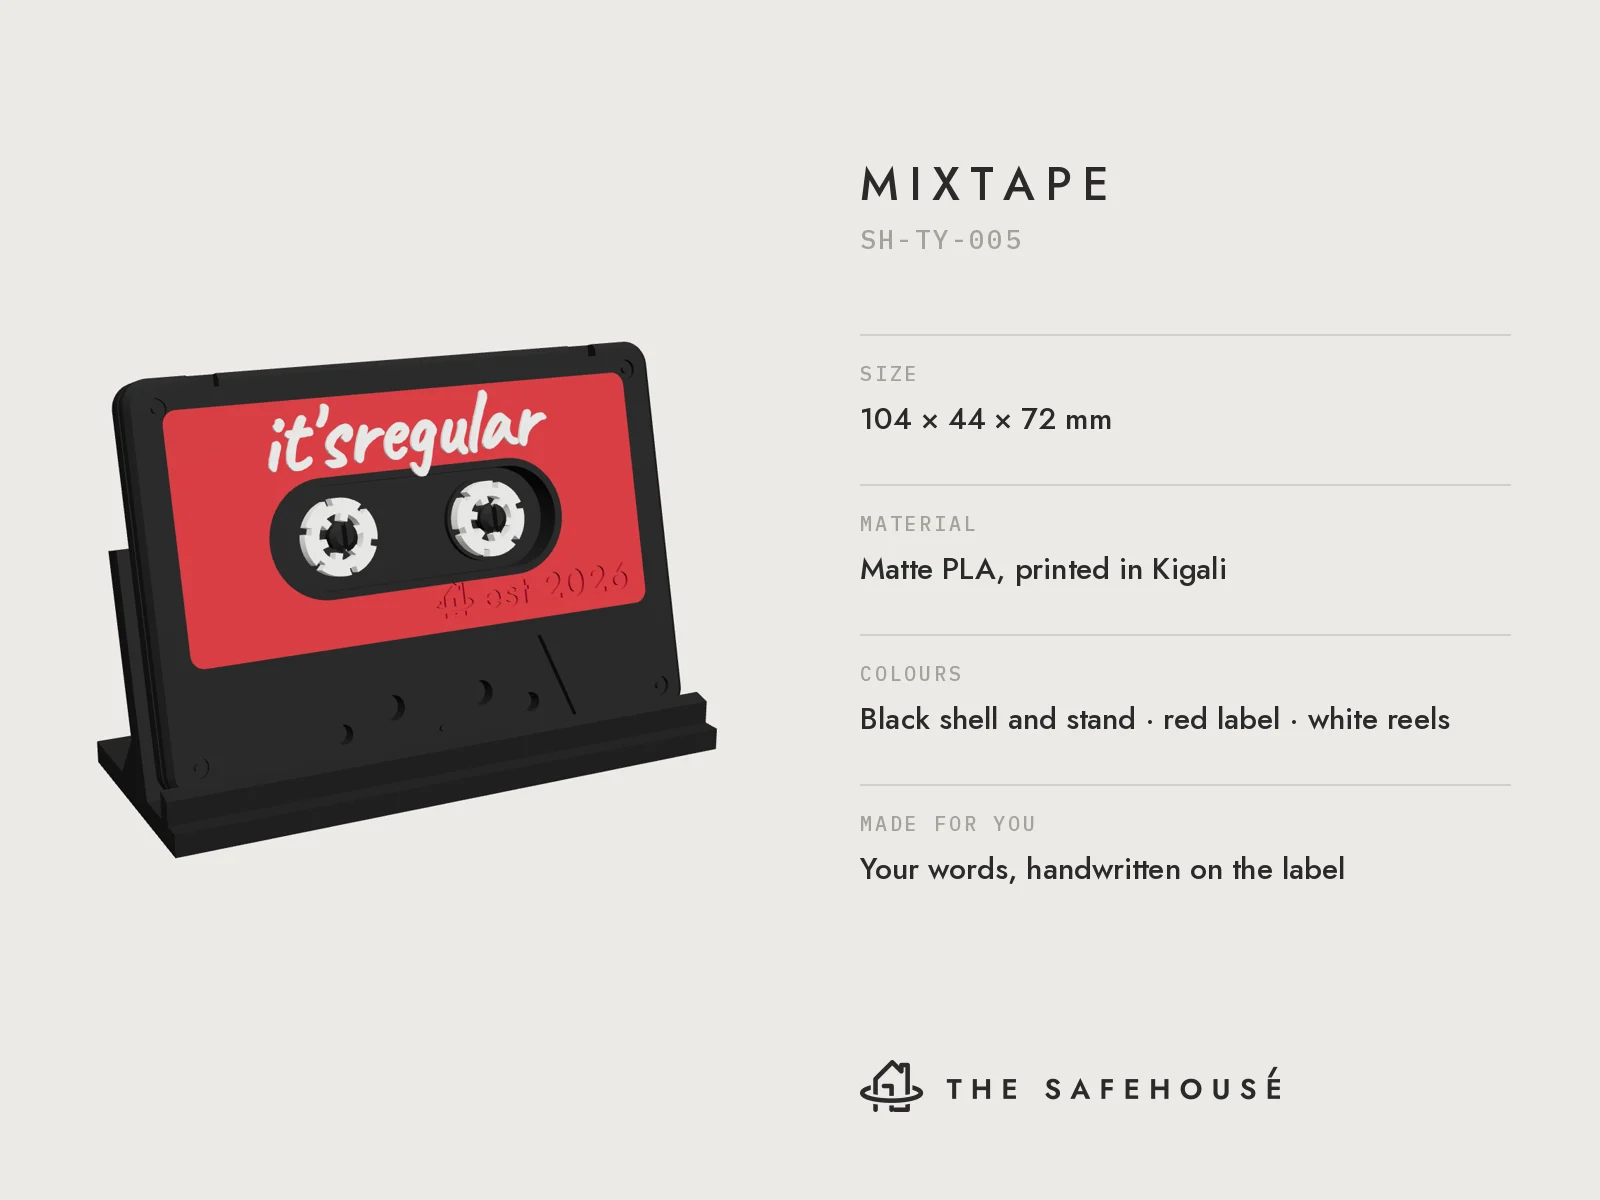 MIXTAPE
SH-TY-005
it'sregular
est 2026
SIZE
104 × 44 × 72 mm
MATERIAL
Matte PLA, printed in Kigali
COLOURS
Black shell and stand · red label · white reels
MADE FOR YOU
Your words, handwritten on the label
THE SAFEHOUSÉ